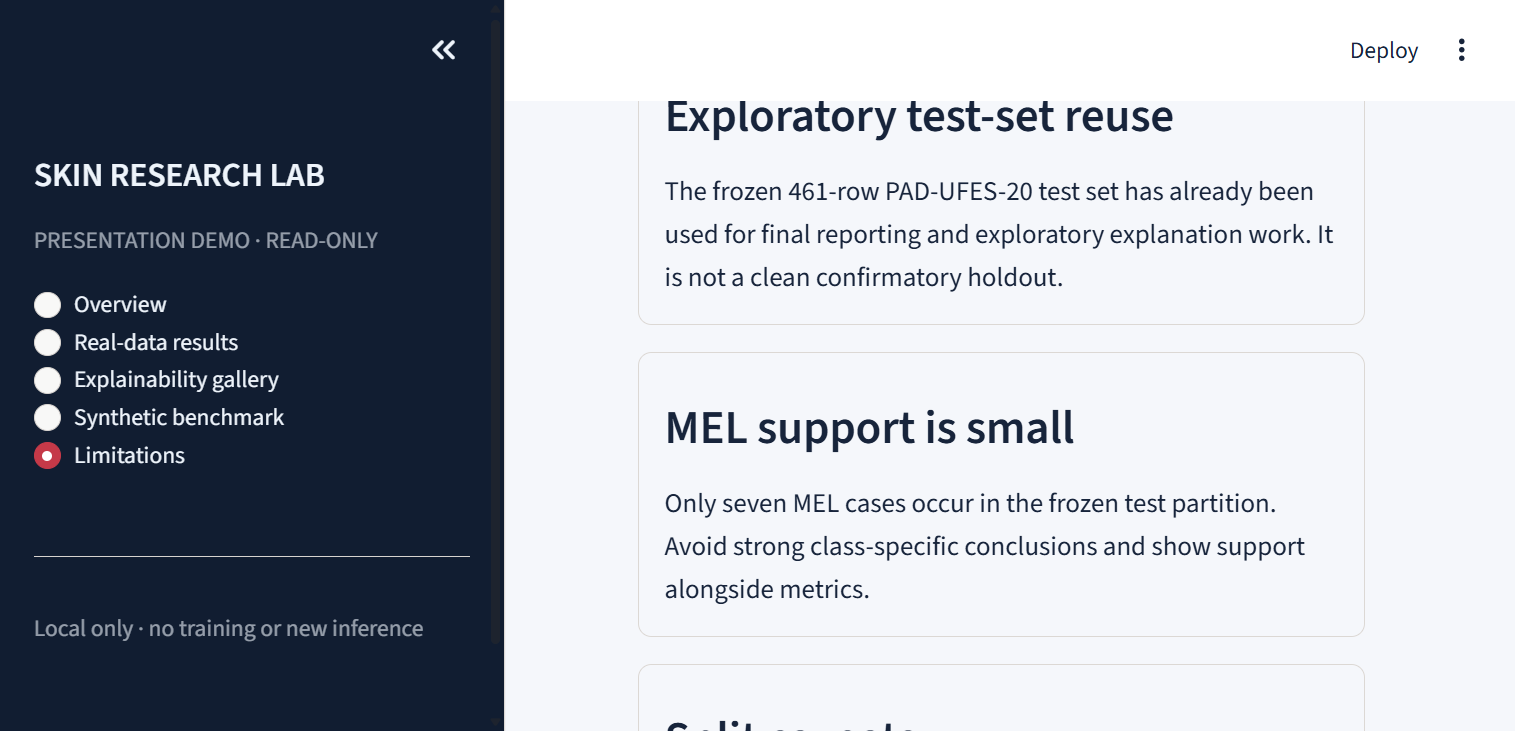 SKIN RESEARCH LAB
PRESENTATION DEMO · READ-ONLY
Overview
Real-data results
Explainability gallery
Synthetic benchmark
Limitations
Local only · no training or new inference
Deploy
Exploratory test-set reuse
The frozen 461-row PAD-UFES-20 test set has already been
used for final reporting and exploratory explanation work. It
is not a clean confirmatory holdout.
MEL support is small
Only seven MEL cases occur in the frozen test partition.
Avoid strong class-specific conclusions and show support
alongside metrics.
Split